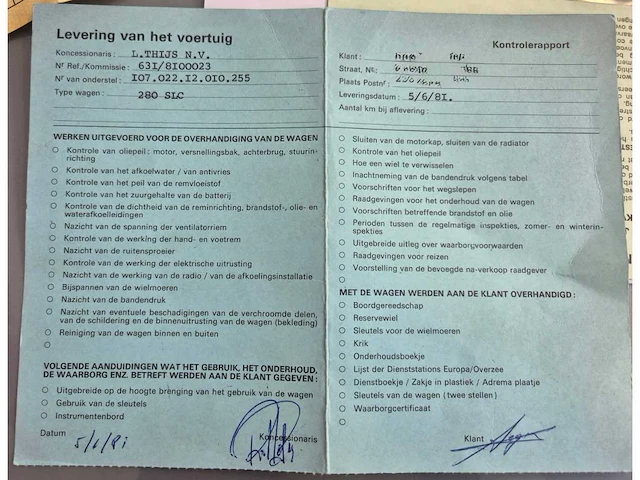 Levering van het voertuig
Koncessionaris : L.THIJS N.V.
Nr Ref./Kommissie : 63I/8I00023
Nr van onderstel : I07.022.I2.0I0.255
Type wagen : 280 SLC
WERKEN UITGEVOERD VOOR DE OVERHANDIGING VAN DE WAGEN
Kontrole van oliepeil : motor, versnellingsbak, achterbrug, stuurin-
richting
Kontrole van het afkoelwater / van antivries
Kontrole van het peil van de remvloeistof
Kontrole van het zuurgehalte van de batterij
Kontrole van de dichtheid van de reminrichting, brandstof-, olie- en
waterafkoelleidingen
Nazicht van de spanning der ventilatorriem
Kontrole van de werking der hand- en voetrem
Nazicht van de ruitensproeier
Kontrole van de werking der elektrische uitrusting
Nazicht van de werking van de radio / van de afkoelingsinstallatie
Bijspannen van de wielmoeren
Nazicht van de bandendruk
Nazicht van eventuele beschadigingen van de verchroomde delen,
van de schildering en de binnenuitrusting van de wagen (bekleding)
Reiniging van de wagen binnen en buiten
VOLGENDE AANDUIDINGEN WAT HET GEBRUIK, HET ONDERHOUD,
DE WAARBORG ENZ. BETREFT WERDEN AAN DE KLANT GEGEVEN :
Uitgebreide op de hoogte brenging van het gebruik van de wagen
Gebruik van de sleutels
Instrumentenbord
Datum 5/6/81 Koncessionaris
Kontrolerapport
Klant :
Straat, Nr. :
Plaats Postnr :
Leveringsdatum : 5/6/8I.
Aantal km bij aflevering :
Sluiten van de motorkap, sluiten van de radiator
Kontrole van het oliepeil
Hoe een wiel te verwisselen
Inachtneming van de bandendruk volgens tabel
Voorschriften voor het wegslepen
Raadgevingen voor het onderhoud van de wagen
Voorschriften betreffende brandstof en olie
Perioden tussen de regelmatige inspekties, zomer- en winterin-
spekties
Uitgebreide uitleg over waarborgvoorwaarden
Raadgevingen voor reizen
Voorstelling van de bevoegde na-verkoop raadgever
MET DE WAGEN WERDEN AAN DE KLANT OVERHANDIGD :
Boordgereedschap
Reservewiel
Sleutels voor de wielmoeren
Krik
Onderhoudsboekje
Lijst der Dienststations Europa/Overzee
Dienstboekje / Zakje in plastiek / Adrema plaatje
Sleutels van de wagen (twee stellen)
Waarborgcertificaat
Klant